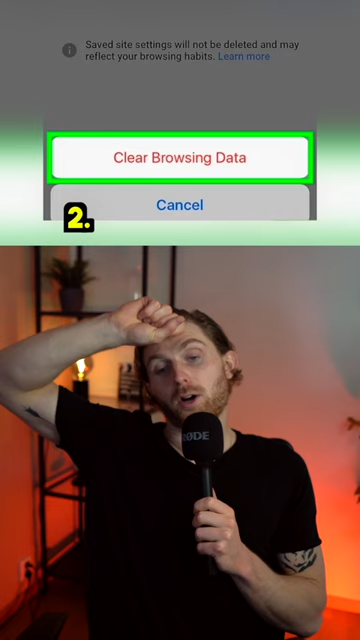 Saved site settings will not be deleted and may
reflect your browsing habits. Learn more
Clear Browsing Data
Cancel
2.
RØDE